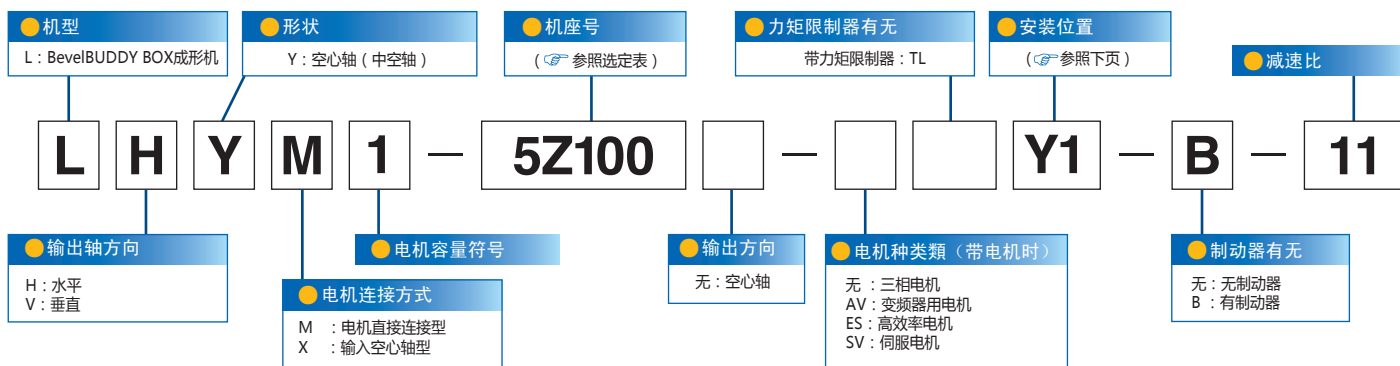 机型
L：BevelBUDDY BOX成形机
形状
Y：空心轴（中空轴）
机座号
（☞ 参照选定表）
力矩限制器有无
带力矩限制器：TL
安装位置
（☞参照下页）
减速比
L H Y M 1 — 5Z100 — Y1 — B — 11
输出轴方向
H：水平
V：垂直
电机容量符号
电机连接方式
M ：电机直接连接型
X ：输入空心轴型
输出方向
无：空心轴
电机种类類（带电机时）
无 ：三相电机
AV：变频器用电机
ES：高效率电机
SV：伺服电机
制动器有无
无：无制动器
B ：有制动器